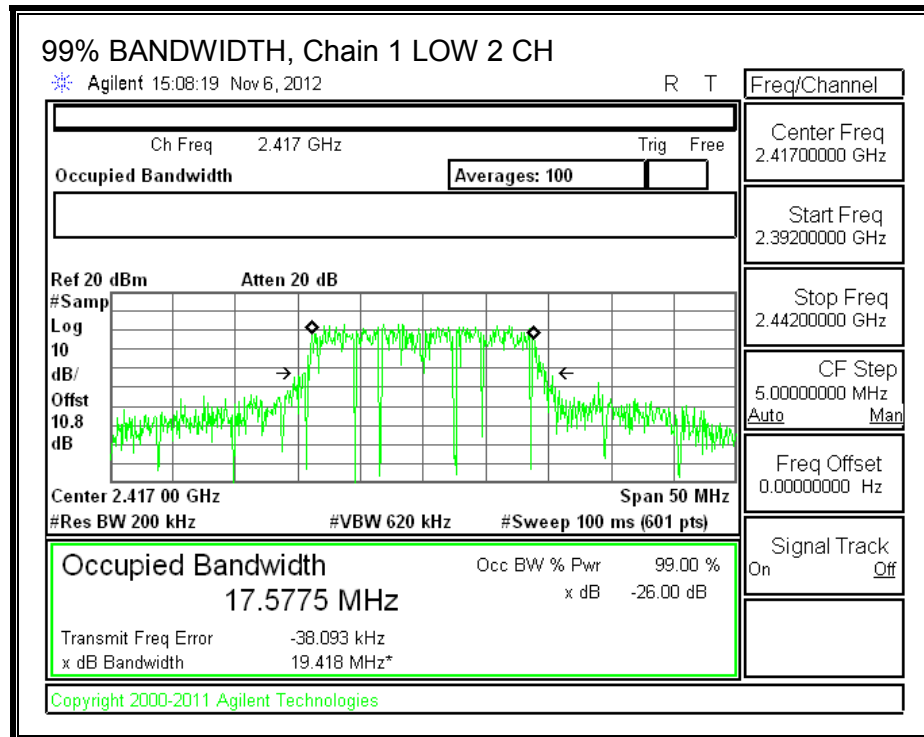 99% BANDWIDTH, Chain 1 LOW 2 CH
Agilent 15:08:19 Nov 6, 2012 R T
Freq/Channel
Ch Freq 2.417 GHz Trig Free
Occupied Bandwidth Averages: 100
Center Freq
2.41700000 GHz
Start Freq
2.39200000 GHz
Stop Freq
2.44200000 GHz
CF Step
5.00000000 MHz
Auto Man
Freq Offset
0.00000000 Hz
Signal Track
On Off
Ref 20 dBm Atten 20 dB
#Samp
Log
10
dB/
Offst
10.8
dB
Center 2.417 00 GHz Span 50 MHz
#Res BW 200 kHz #VBW 620 kHz #Sweep 100 ms (601 pts)
Occupied Bandwidth Occ BW % Pwr 99.00 %
17.5775 MHz x dB -26.00 dB
Transmit Freq Error -38.093 kHz
x dB Bandwidth 19.418 MHz*
Copyright 2000-2011 Agilent Technologies